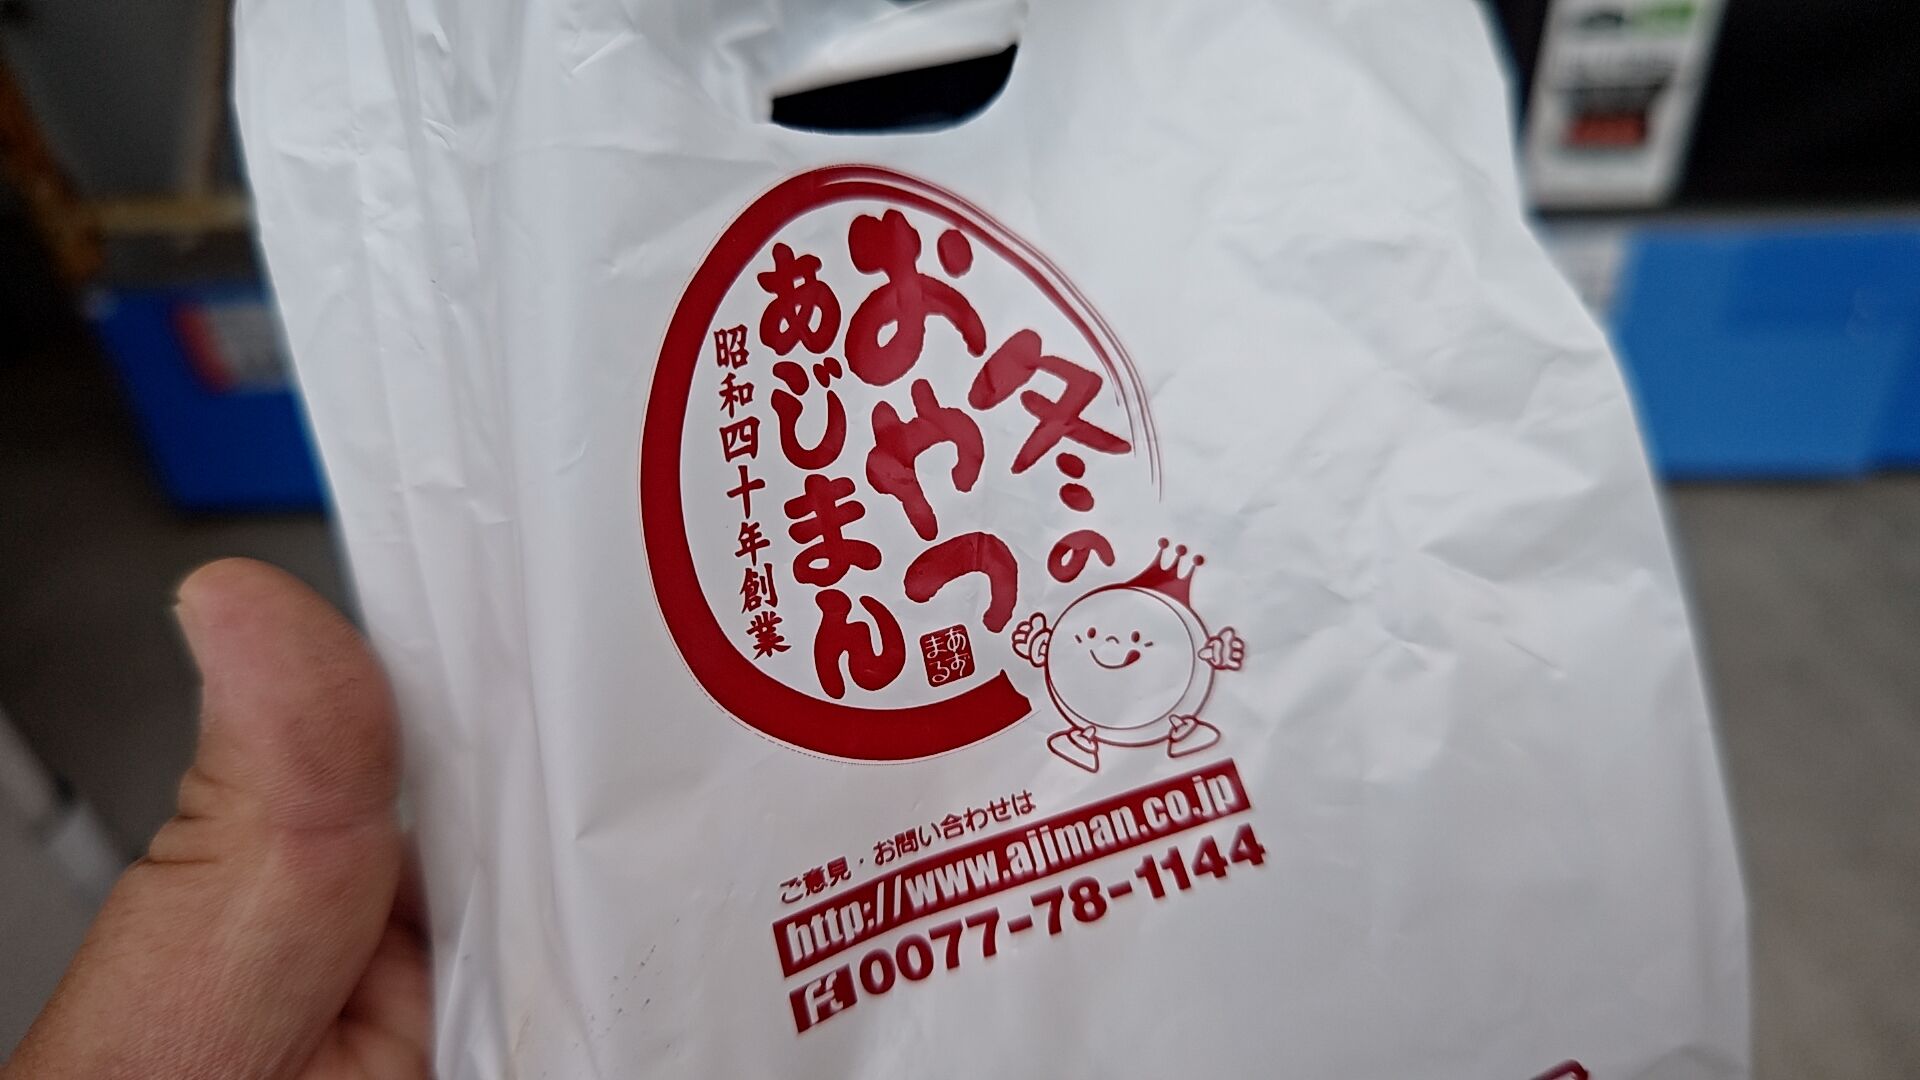 冬の
おやつ
あじまん
昭和四十年創業
あぢ
まる
ご意見・お問い合わせは
http://www.ajiman.co.jp
0077-78-1144